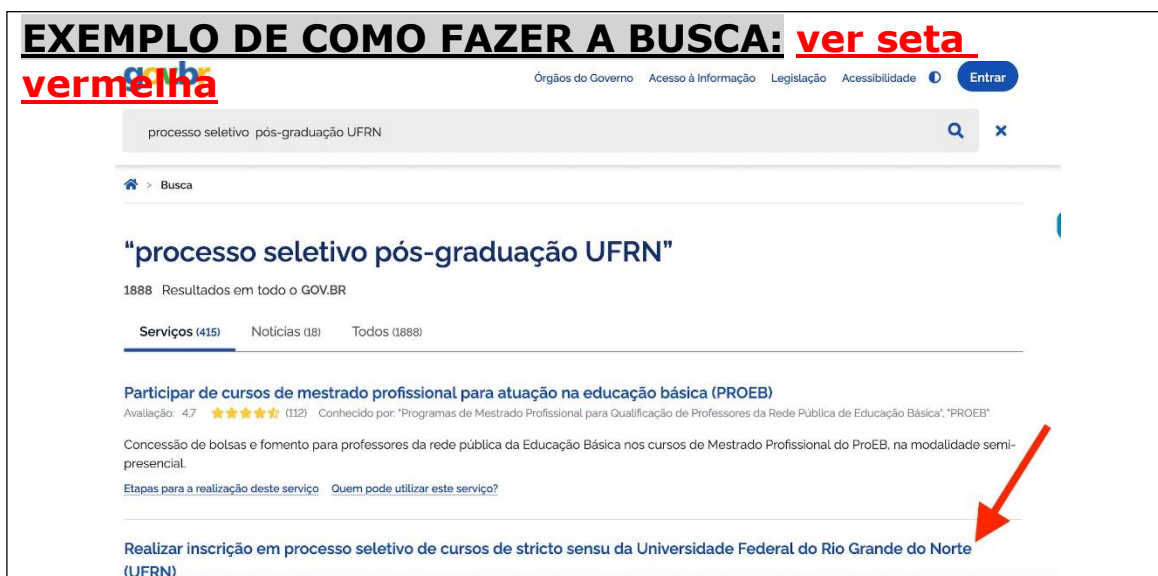 EXEMPLO DE COMO FAZER A BUSCA: ver seta
vermelha
govbr
Órgãos do Governo Acesso à Informação Legislação Acessibilidade Entrar
processo seletivo pós-graduação UFRN
> Busca
“processo seletivo pós-graduação UFRN”
1888 Resultados em todo o GOV.BR
Serviços (415) Notícias (18) Todos (1888)
Participar de cursos de mestrado profissional para atuação na educação básica (PROEB)
Avaliação: 4.7 (112) Conhecido por: "Programas de Mestrado Profissional para Qualificação de Professores da Rede Pública de Educação Básica", "PROEB"
Concessão de bolsas e fomento para professores da rede pública da Educação Básica nos cursos de Mestrado Profissional do ProEB, na modalidade semi-
presencial.
Etapas para a realização deste serviço Quem pode utilizar este serviço?
Realizar inscrição em processo seletivo de cursos de stricto sensu da Universidade Federal do Rio Grande do Norte
(UFRN)